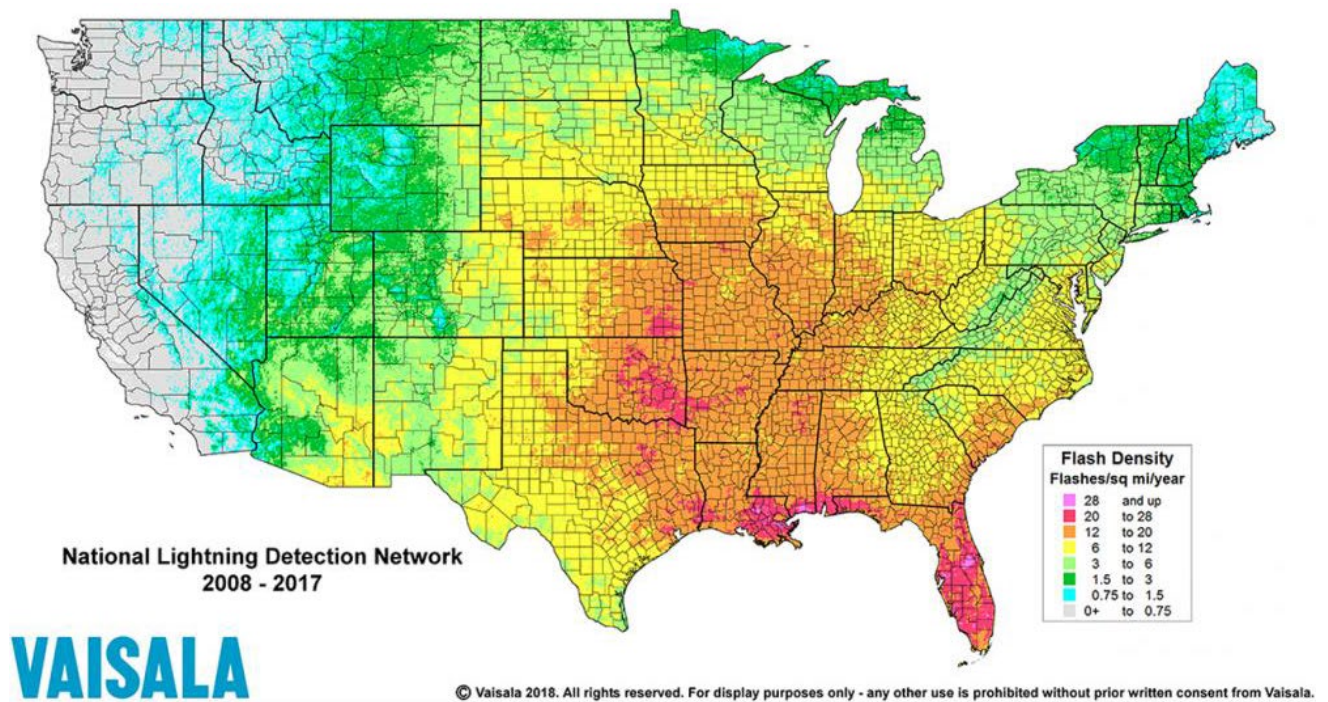 Flash Density
Flashes/sq mi/year
28 and up
20 to 28
12 to 20
6 to 12
3 to 6
1.5 to 3
0.75 to 1.5
0+ to 0.75
National Lightning Detection Network
2008 - 2017
VAISALA
© Vaisala 2018. All rights reserved. For display purposes only - any other use is prohibited without prior written consent from Vaisala.